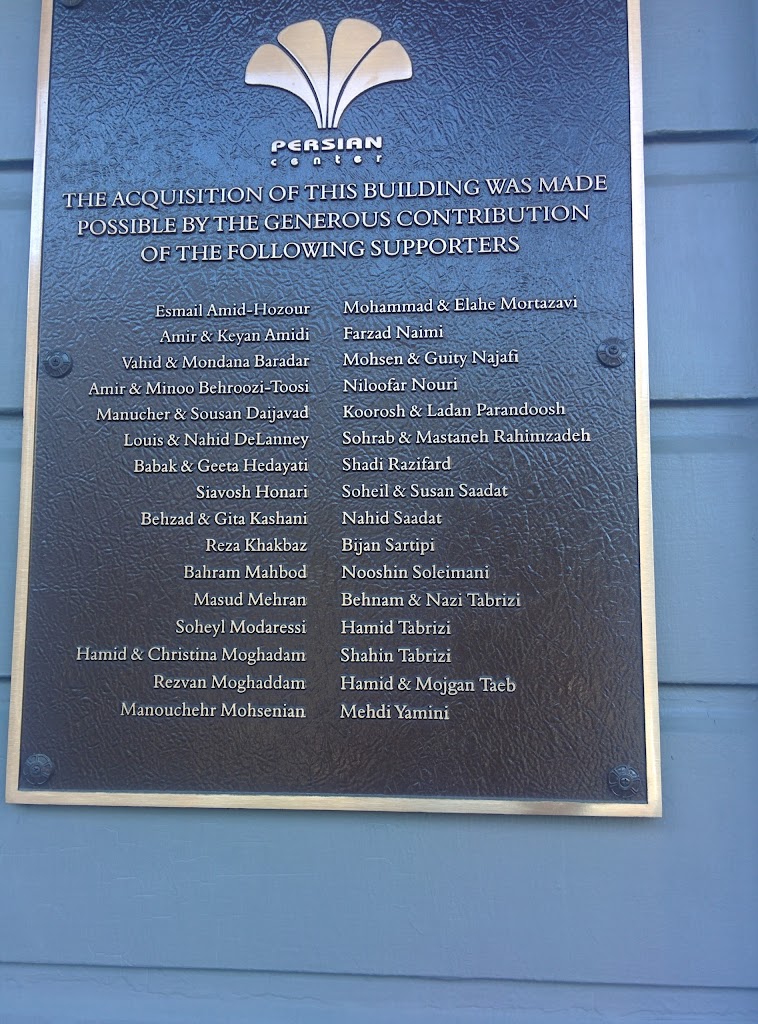 PERSIAN
center
THE ACQUISITION OF THIS BUILDING WAS MADE
POSSIBLE BY THE GENEROUS CONTRIBUTION
OF THE FOLLOWING SUPPORTERS
Esmail Amid-Hozour
Amir & Keyan Amidi
Vahid & Mondana Baradar
Amir & Minoo Behroozi-Toosi
Manucher & Sousan Daijavad
Louis & Nahid DeLanney
Babak & Geeta Hedayati
Siavosh Honari
Behzad & Gita Kashani
Reza Khakbaz
Bahram Mahbod
Masud Mehran
Soheyl Modaressi
Hamid & Christina Moghadam
Rezvan Moghaddam
Manouchehr Mohsenian
Mohammad & Elahe Mortazavi
Farzad Naimi
Mohsen & Guity Najafi
Niloofar Nouri
Koorosh & Ladan Parandoosh
Sohrab & Mastaneh Rahimzadeh
Shadi Razifard
Soheil & Susan Saadat
Nahid Saadat
Bijan Sartipi
Nooshin Soleimani
Behnam & Nazi Tabrizi
Hamid Tabrizi
Shahin Tabrizi
Hamid & Mojgan Taeb
Mehdi Yamini